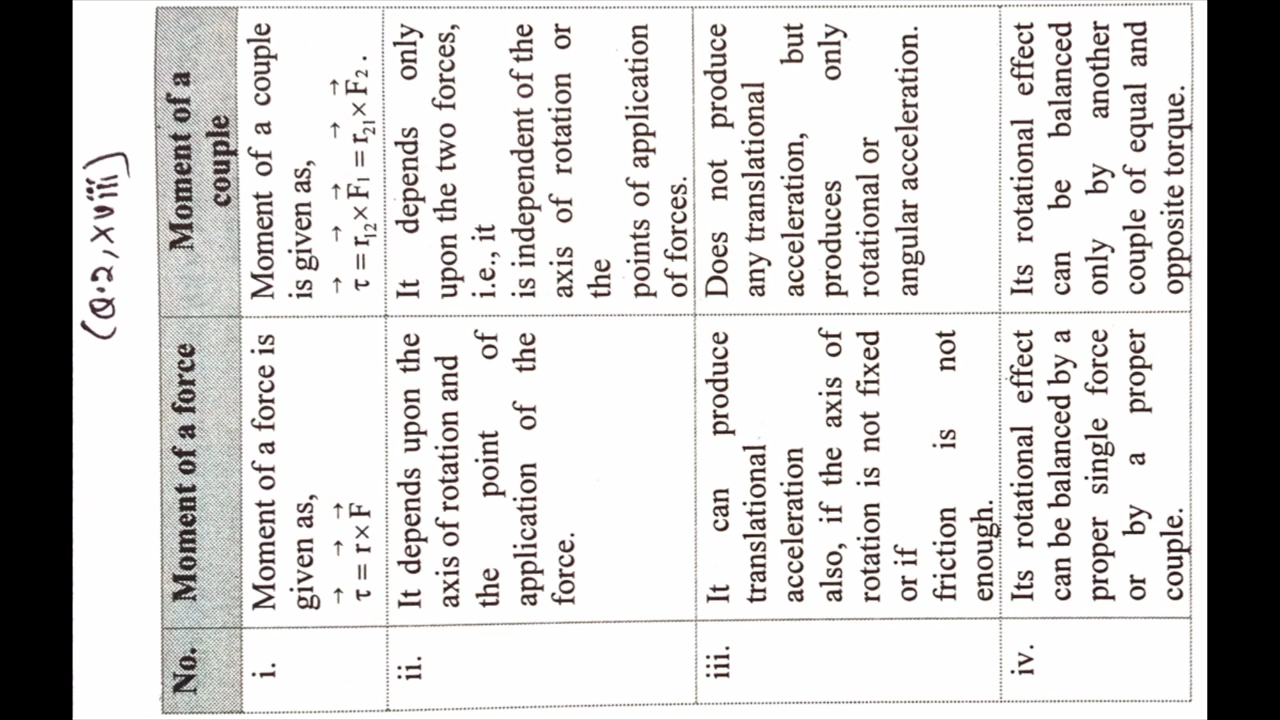 (Q.2, xviii)
No.
Moment of a force
Moment of a
couple
i.
Moment of a force is
given as,
→ → →
τ = r × F
Moment of a couple
is given as,
→ → → → →
τ = r₁₂ × F₁ = r₂₁ × F₂ .
ii.
It depends upon the
axis of rotation and
the point of
application of the
force.
It depends only
upon the two forces,
i.e., it
is independent of the
axis of rotation or
the
points of application
of forces.
iii.
It can produce
translational
acceleration
also, if the axis of
rotation is not fixed
or if
friction is not
enough.
Does not produce
any translational
acceleration, but
produces only
rotational or
angular acceleration.
iv.
Its rotational effect
can be balanced by a
proper single force
or by a proper
couple.
Its rotational effect
can be balanced
only by another
couple of equal and
opposite torque.